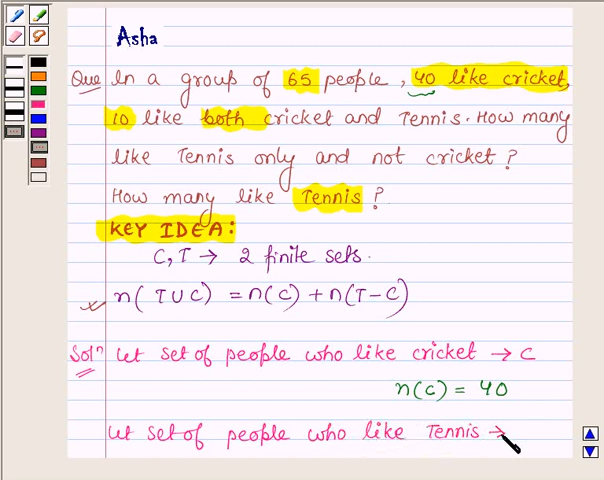 Asha
Que In a group of 65 people, 40 like cricket,
10 like both cricket and Tennis. How many
like Tennis only and not cricket?
How many like Tennis?
KEY IDEA:
C, T → 2 finite sets.
n( T ∪ C) = n(C) + n(T - C)
Solⁿ Let set of people who like cricket → C
n(C) = 40
Let set of people who like Tennis →